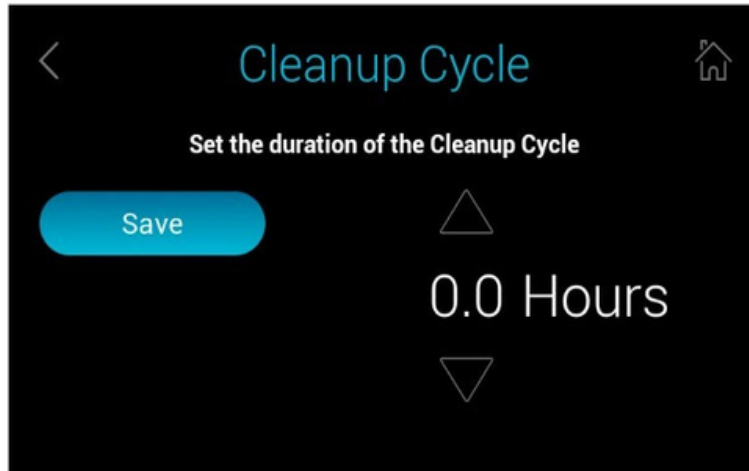 Cleanup Cycle
Set the duration of the Cleanup Cycle
Save
0.0 Hours